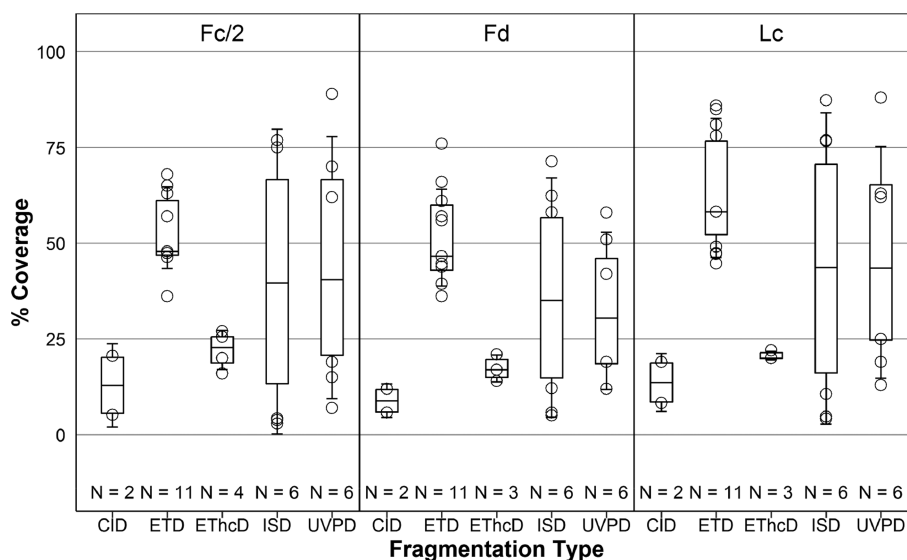 Fc/2 Fd Lc
100
75
50
25
0
% Coverage
N = 2 N = 11 N = 4 N = 6 N = 6 N = 2 N = 11 N = 3 N = 6 N = 6 N = 2 N = 11 N = 3 N = 6 N = 6
CID ETD EThcD ISD UVPD CID ETD EThcD ISD UVPD CID ETD EThcD ISD UVPD
Fragmentation Type